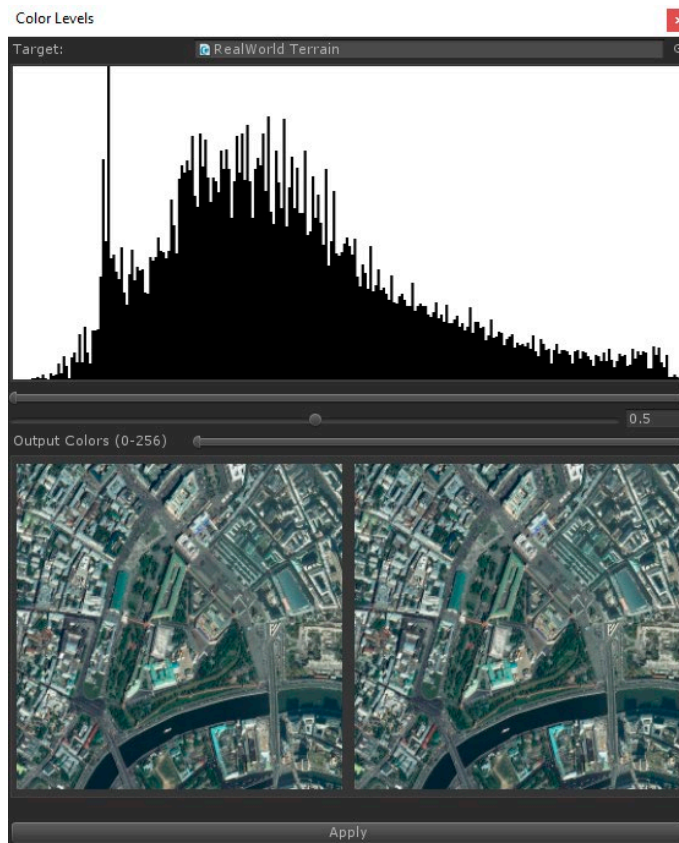 Color Levels
Target:
RealWorld Terrain
0.5
Output Colors (0-256)
Apply